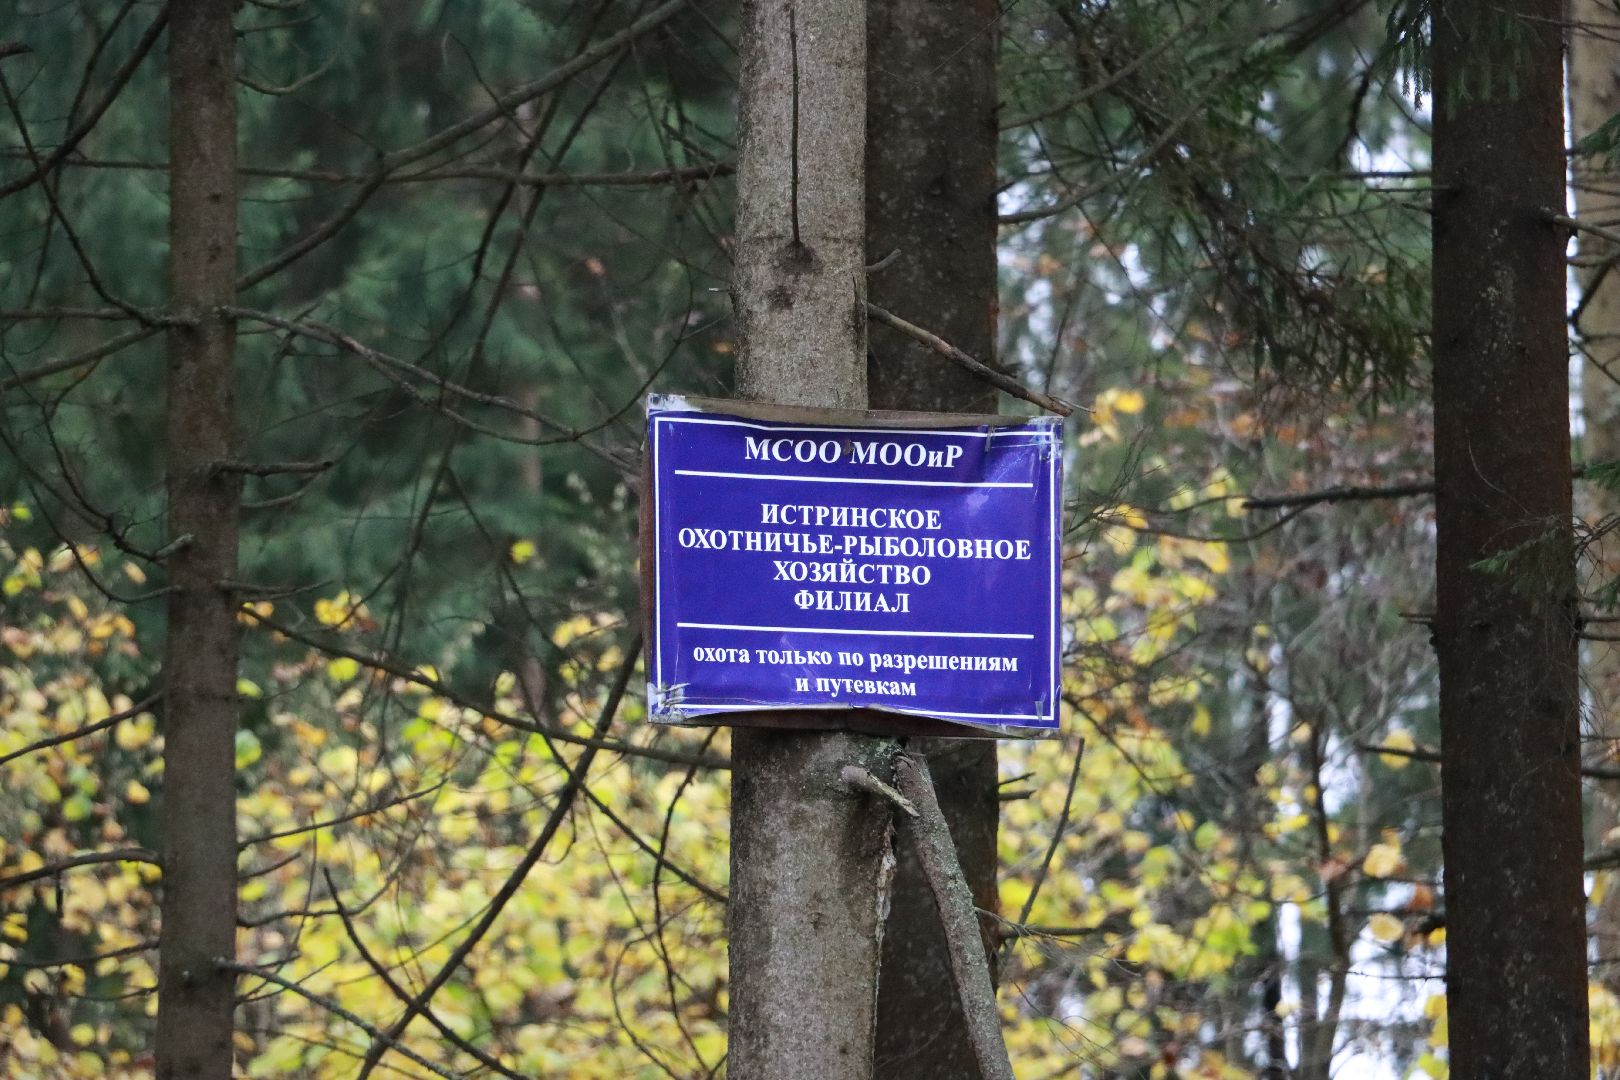 МСОО МООиР
ИСТРИНСКОЕ
ОХОТНИЧЬЕ-РЫБОЛОВНОЕ
ХОЗЯЙСТВО
ФИЛИАЛ
охота только по разрешениям
и путевкам